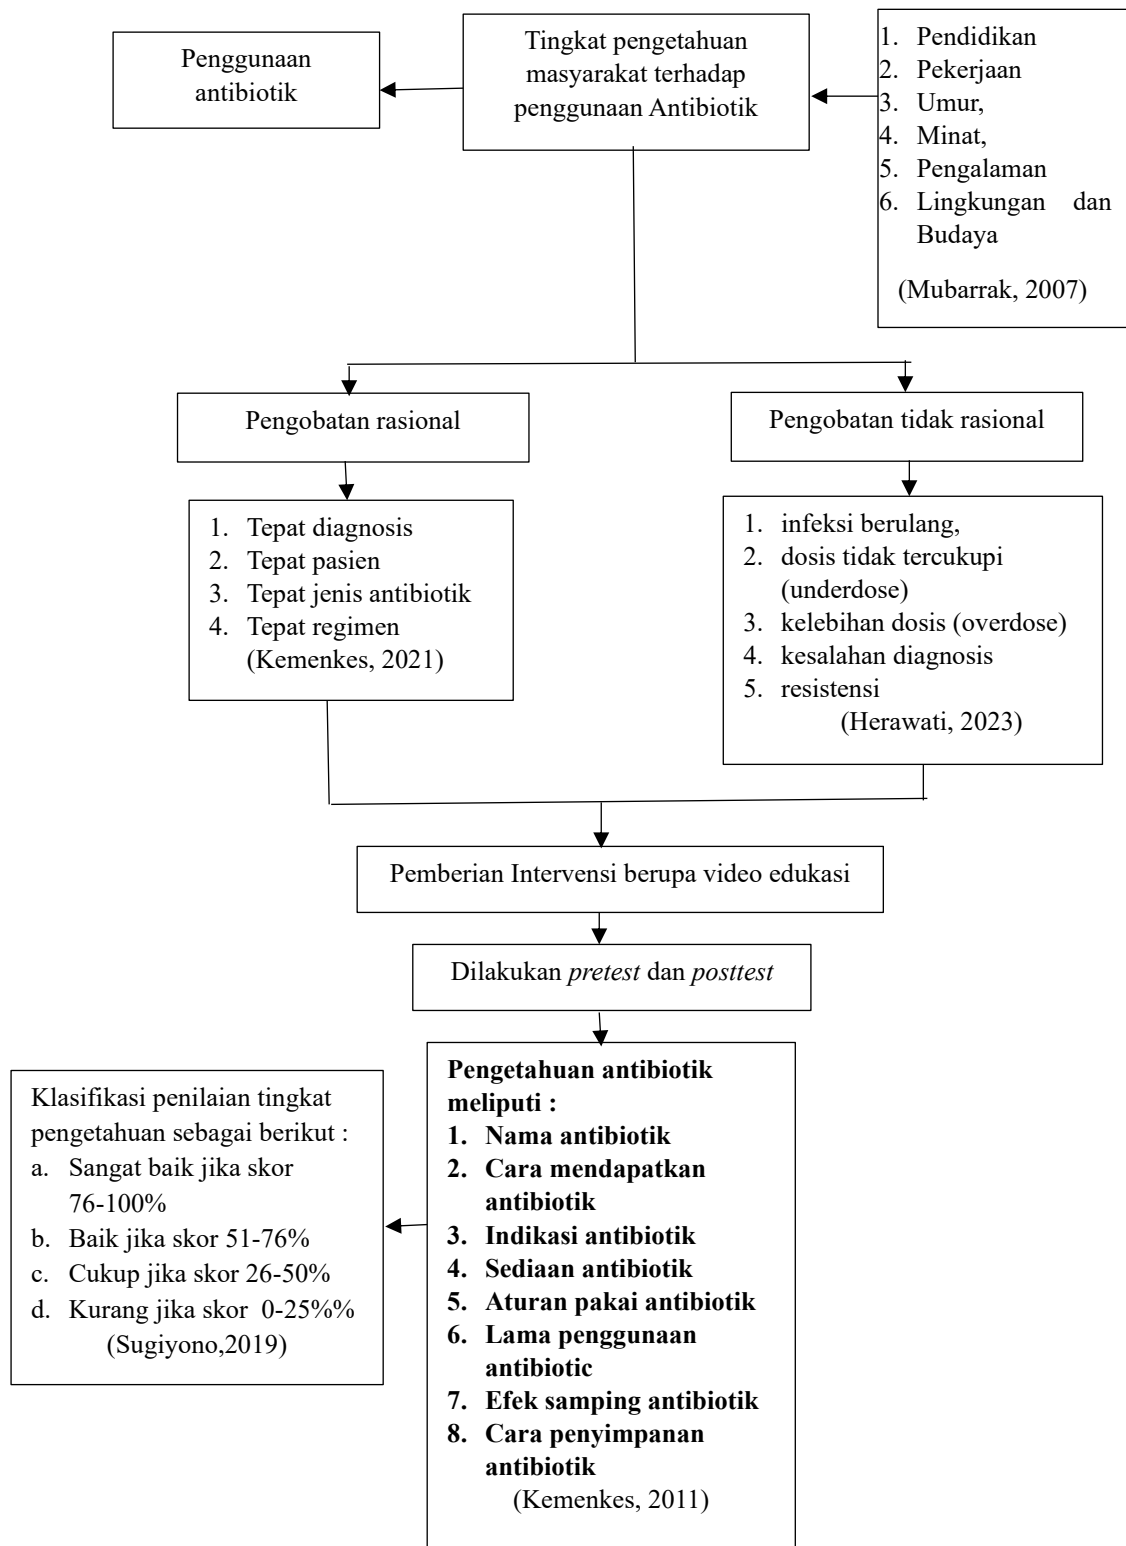 Penggunaan
antibiotik
Tingkat pengetahuan
masyarakat terhadap
penggunaan Antibiotik
1. Pendidikan
2. Pekerjaan
3. Umur,
4. Minat,
5. Pengalaman
6. Lingkungan dan
Budaya
(Mubarrak, 2007)
Pengobatan rasional
Pengobatan tidak rasional
1. Tepat diagnosis
2. Tepat pasien
3. Tepat jenis antibiotik
4. Tepat regimen
(Kemenkes, 2021)
1. infeksi berulang,
2. dosis tidak tercukupi
(underdose)
3. kelebihan dosis (overdose)
4. kesalahan diagnosis
5. resistensi
(Herawati, 2023)
Pemberian Intervensi berupa video edukasi
Dilakukan pretest dan posttest
Klasifikasi penilaian tingkat
pengetahuan sebagai berikut :
a. Sangat baik jika skor
76-100%
b. Baik jika skor 51-76%
c. Cukup jika skor 26-50%
d. Kurang jika skor 0-25%%
(Sugiyono,2019)
Pengetahuan antibiotik
meliputi :
1. Nama antibiotik
2. Cara mendapatkan
antibiotik
3. Indikasi antibiotik
4. Sediaan antibiotik
5. Aturan pakai antibiotik
6. Lama penggunaan
antibiotic
7. Efek samping antibiotik
8. Cara penyimpanan
antibiotik
(Kemenkes, 2011)